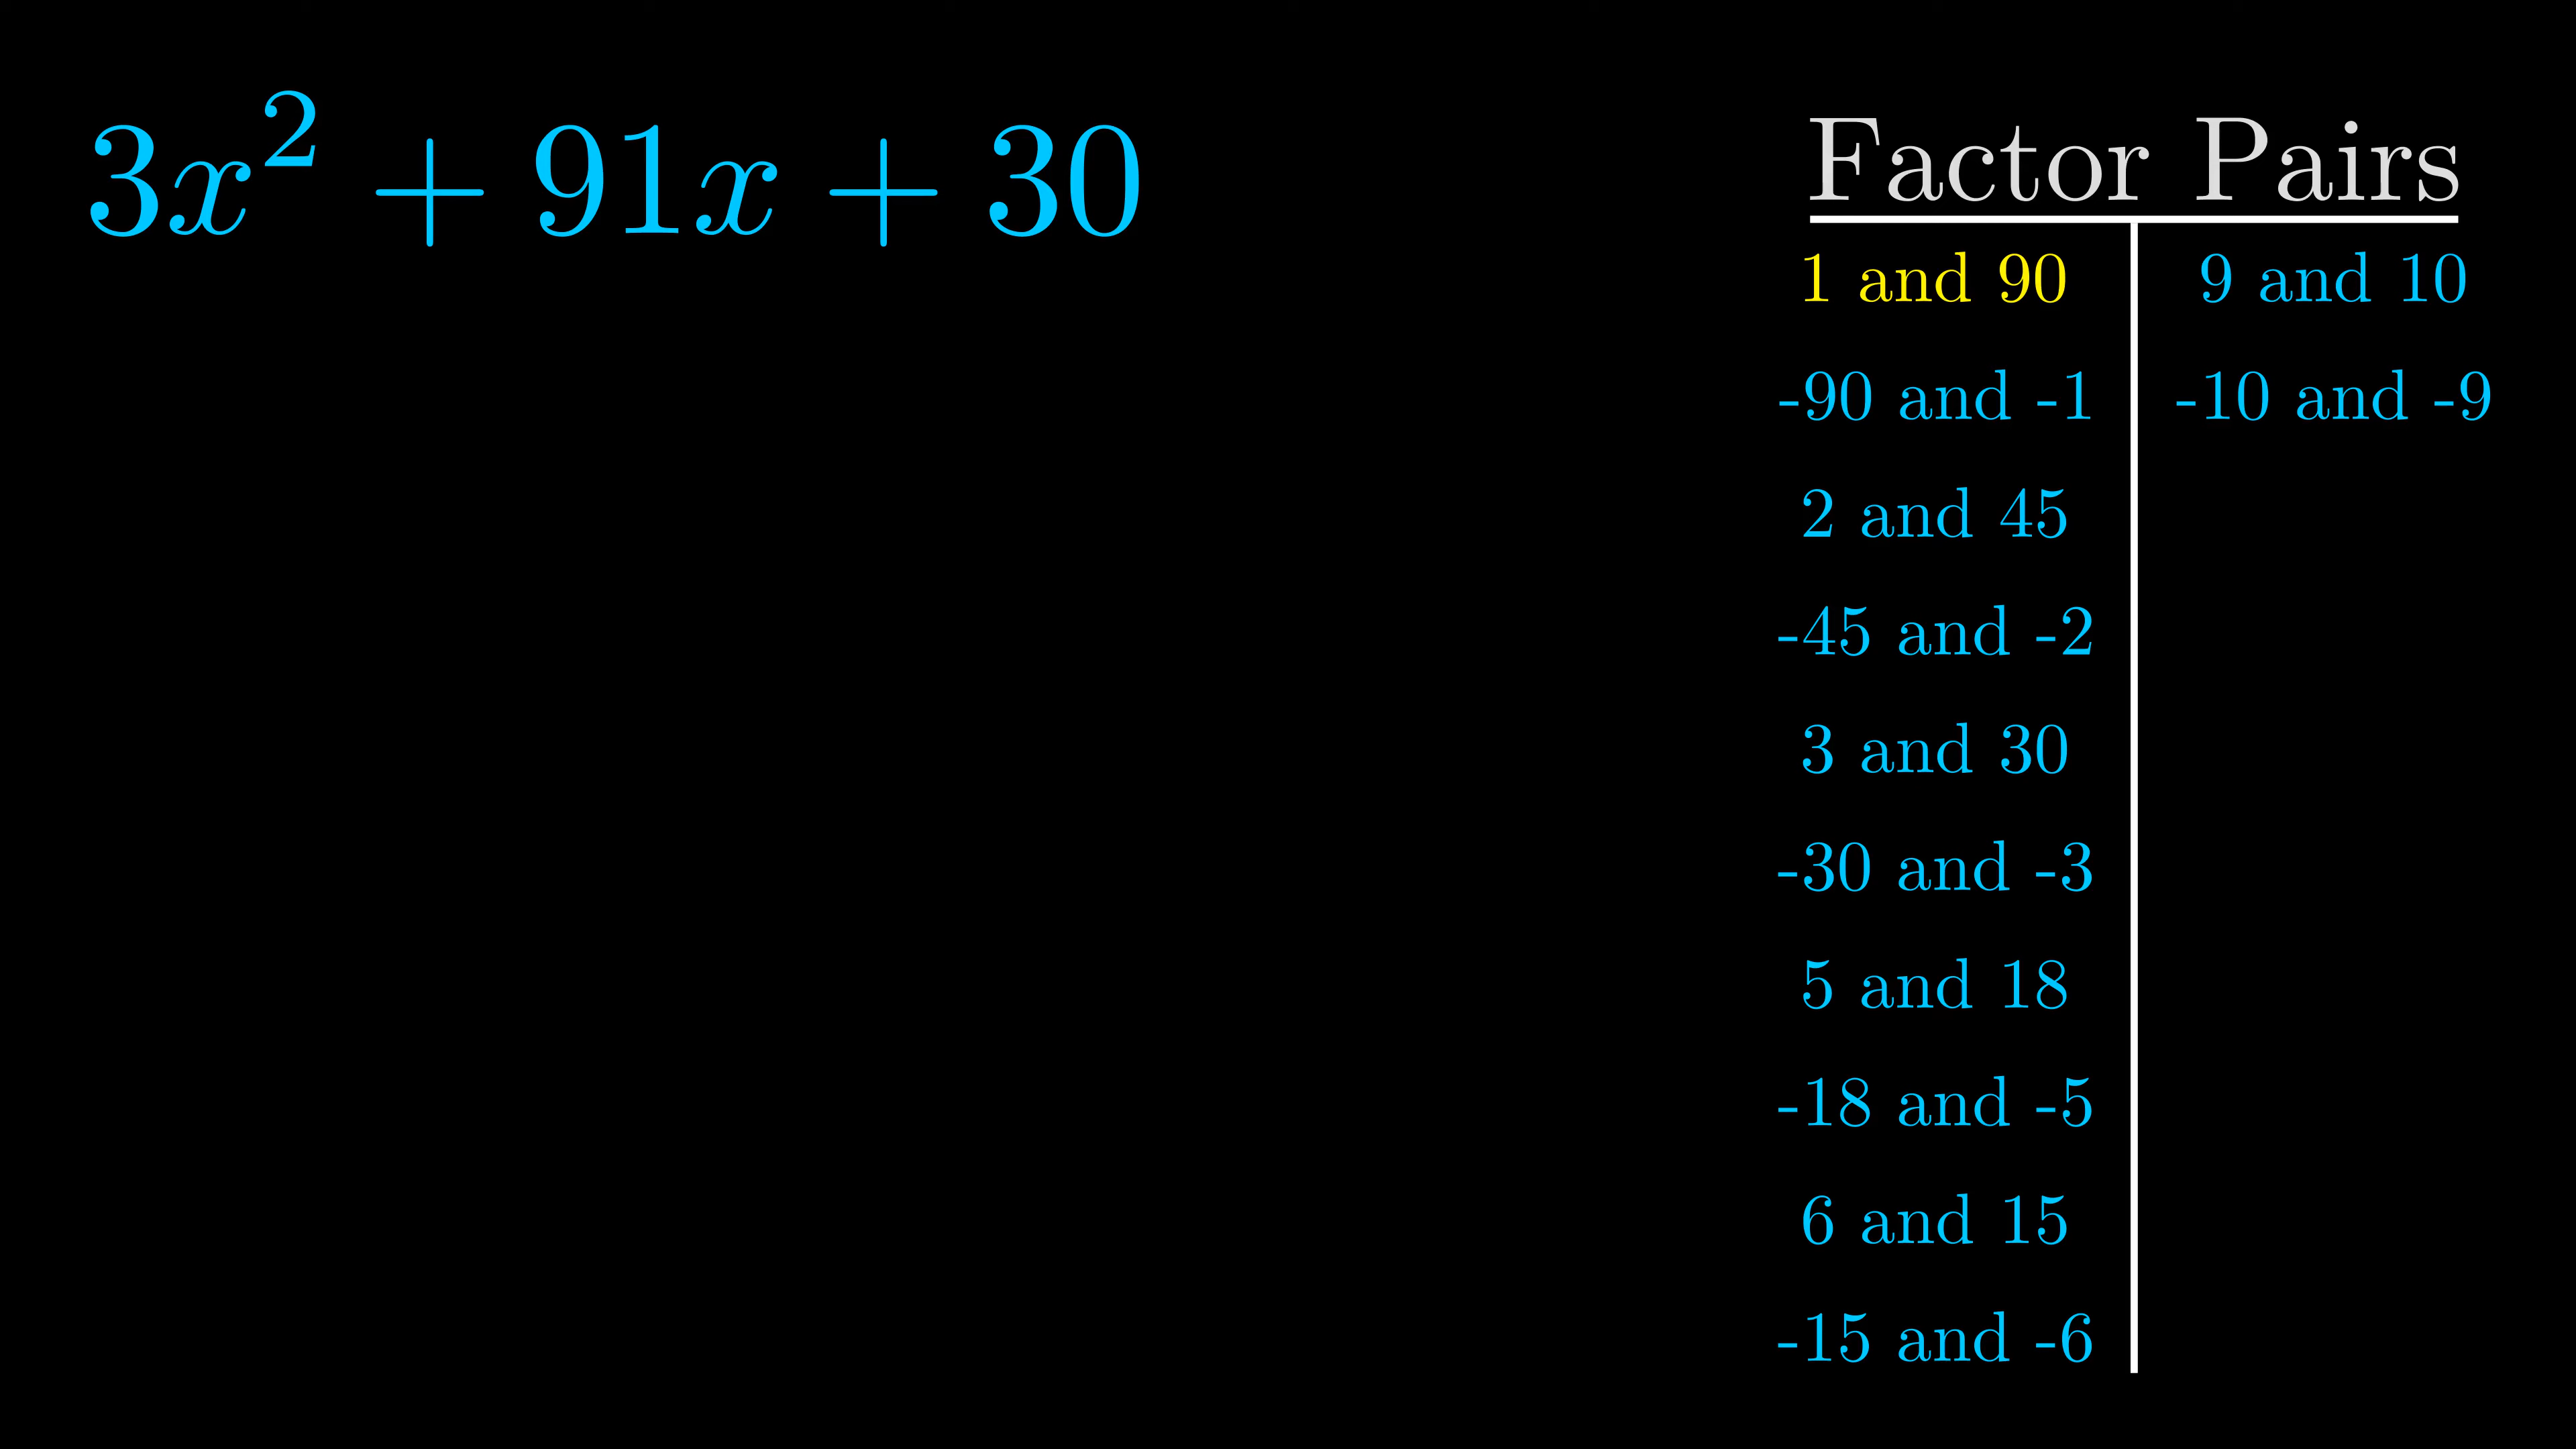 3x² + 91x + 30
Factor Pairs
1 and 90
-90 and -1
2 and 45
-45 and -2
3 and 30
-30 and -3
5 and 18
-18 and -5
6 and 15
-15 and -6
9 and 10
-10 and -9